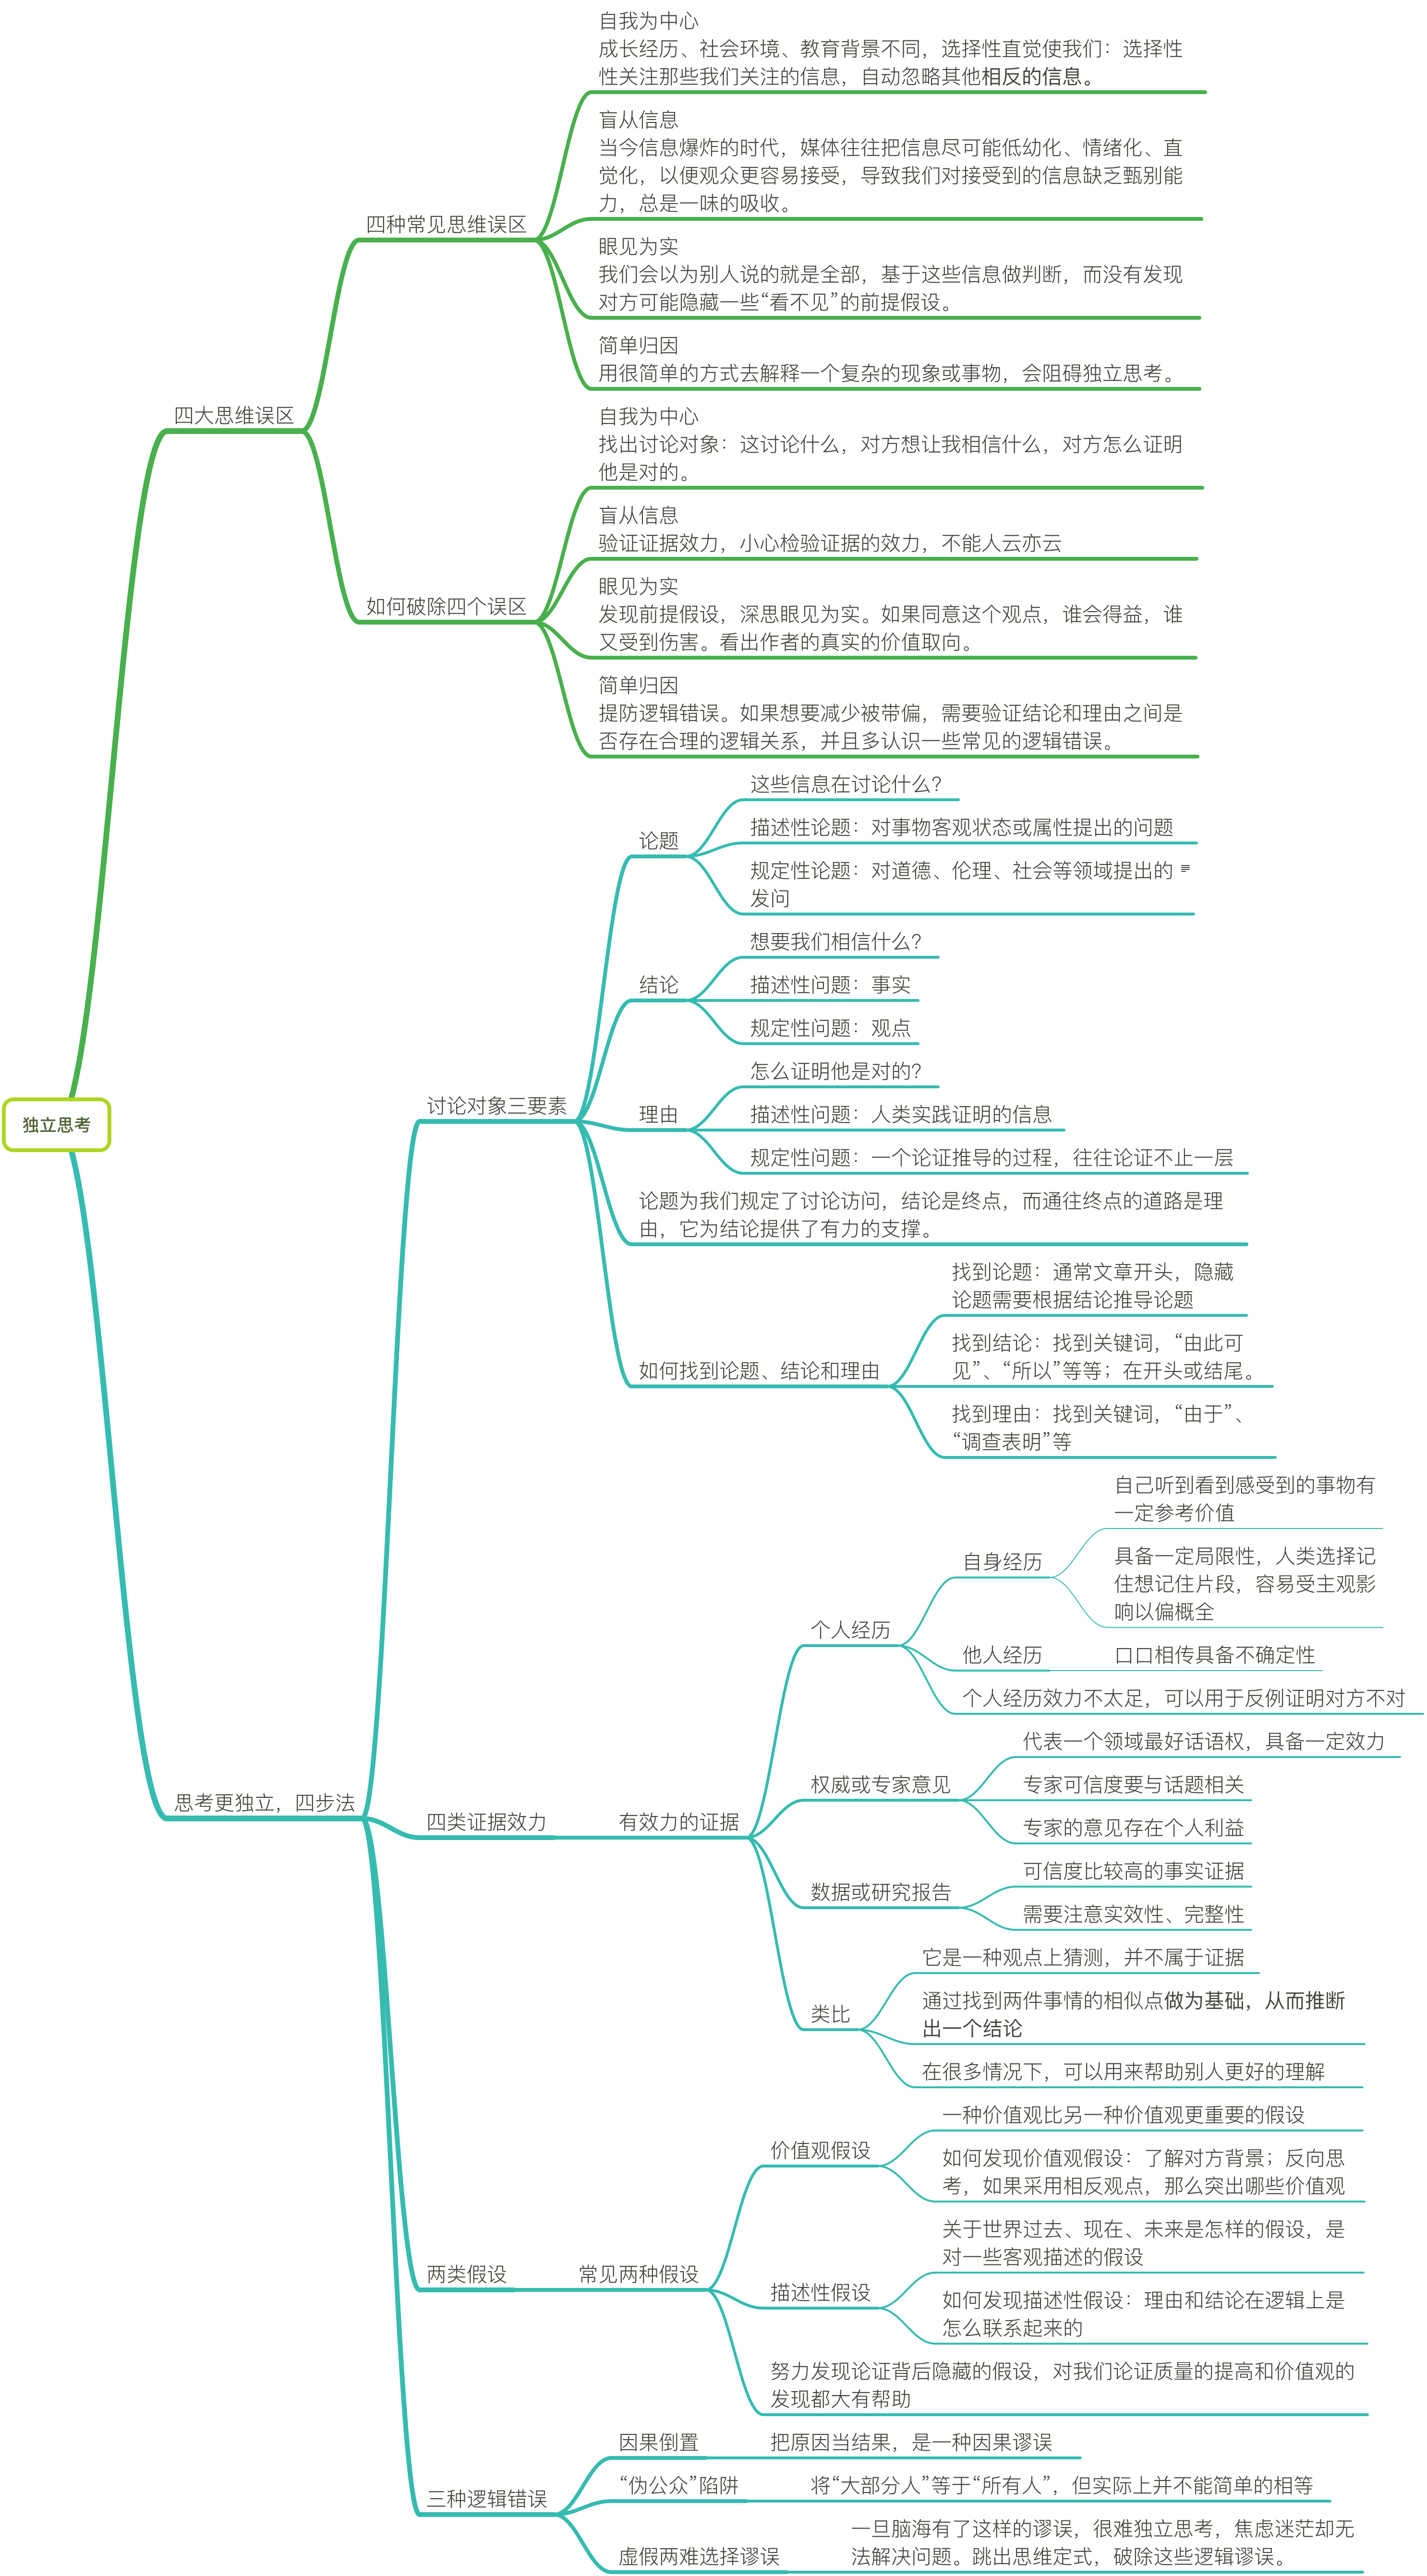 独立思考
四大思维误区
四种常见思维误区
自我为中心
成长经历、社会环境、教育背景不同，选择性直觉使我们：选择性
性关注那些我们关注的信息，自动忽略其他相反的信息。
盲从信息
当今信息爆炸的时代，媒体往往把信息尽可能低幼化、情绪化、直
觉化，以便观众更容易接受，导致我们对接受到的信息缺乏甄别能
力，总是一味的吸收。
眼见为实
我们会以为别人说的就是全部，基于这些信息做判断，而没有发现
对方可能隐藏一些“看不见”的前提假设。
简单归因
用很简单的方式去解释一个复杂的现象或事物，会阻碍独立思考。
如何破除四个误区
自我为中心
找出讨论对象：这讨论什么，对方想让我相信什么，对方怎么证明
他是对的。
盲从信息
验证证据效力，小心检验证据的效力，不能人云亦云
眼见为实
发现前提假设，深思眼见为实。如果同意这个观点，谁会得益，谁
又受到伤害。看出作者的真实的价值取向。
简单归因
提防逻辑错误。如果想要减少被带偏，需要验证结论和理由之间是
否存在合理的逻辑关系，并且多认识一些常见的逻辑错误。
思考更独立，四步法
讨论对象三要素
论题
这些信息在讨论什么？
描述性论题：对事物客观状态或属性提出的问题
规定性论题：对道德、伦理、社会等领域提出的
发问
结论
想要我们相信什么？
描述性问题：事实
规定性问题：观点
理由
怎么证明他是对的？
描述性问题：人类实践证明的信息
规定性问题：一个论证推导的过程，往往论证不止一层
论题为我们规定了讨论访问，结论是终点，而通往终点的道路是理
由，它为结论提供了有力的支撑。
如何找到论题、结论和理由
找到论题：通常文章开头，隐藏
论题需要根据结论推导论题
找到结论：找到关键词，“由此可
见”、“所以”等等；在开头或结尾。
找到理由：找到关键词，“由于”、
“调查表明”等
四类证据效力
有效力的证据
个人经历
自身经历
自己听到看到感受到的事物有
一定参考价值
具备一定局限性，人类选择记
住想记住片段，容易受主观影
响以偏概全
他人经历
口口相传具备不确定性
个人经历效力不太足，可以用于反例证明对方不对
权威或专家意见
代表一个领域最好话语权，具备一定效力
专家可信度要与话题相关
专家的意见存在个人利益
数据或研究报告
可信度比较高的事实证据
需要注意实效性、完整性
类比
它是一种观点上猜测，并不属于证据
通过找到两件事情的相似点做为基础，从而推断
出一个结论
在很多情况下，可以用来帮助别人更好的理解
两类假设
常见两种假设
价值观假设
一种价值观比另一种价值观更重要的假设
如何发现价值观假设：了解对方背景；反向思
考，如果采用相反观点，那么突出哪些价值观
描述性假设
关于世界过去、现在、未来是怎样的假设，是
对一些客观描述的假设
如何发现描述性假设：理由和结论在逻辑上是
怎么联系起来的
努力发现论证背后隐藏的假设，对我们论证质量的提高和价值观的
发现都大有帮助
三种逻辑错误
因果倒置
把原因当结果，是一种因果谬误
“伪公众”陷阱
将“大部分人”等于“所有人”，但实际上并不能简单的相等
虚假两难选择谬误
一旦脑海有了这样的谬误，很难独立思考，焦虑迷茫却无
法解决问题。跳出思维定式，破除这些逻辑谬误。